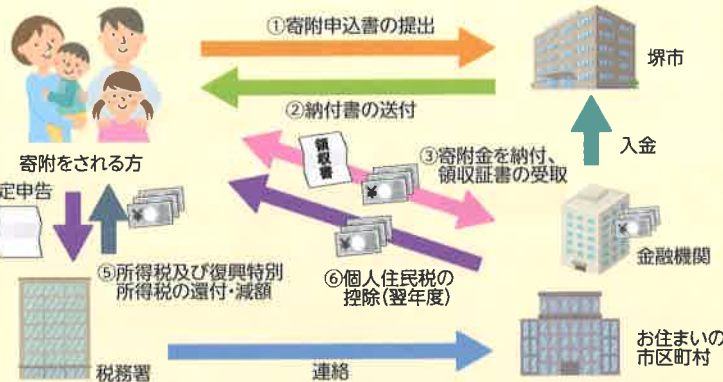 ①寄附申込書の提出
堺市
②納付書の送付
寄附をされる方
領収書
③寄附金を納付、
領収証書の受取
入金
定申告
¥
¥
¥
¥
金融機関
⑤所得税及び復興特別
所得税の還付・減額
⑥個人住民税の
控除(翌年度)
税務署
連絡
お住まいの
市区町村